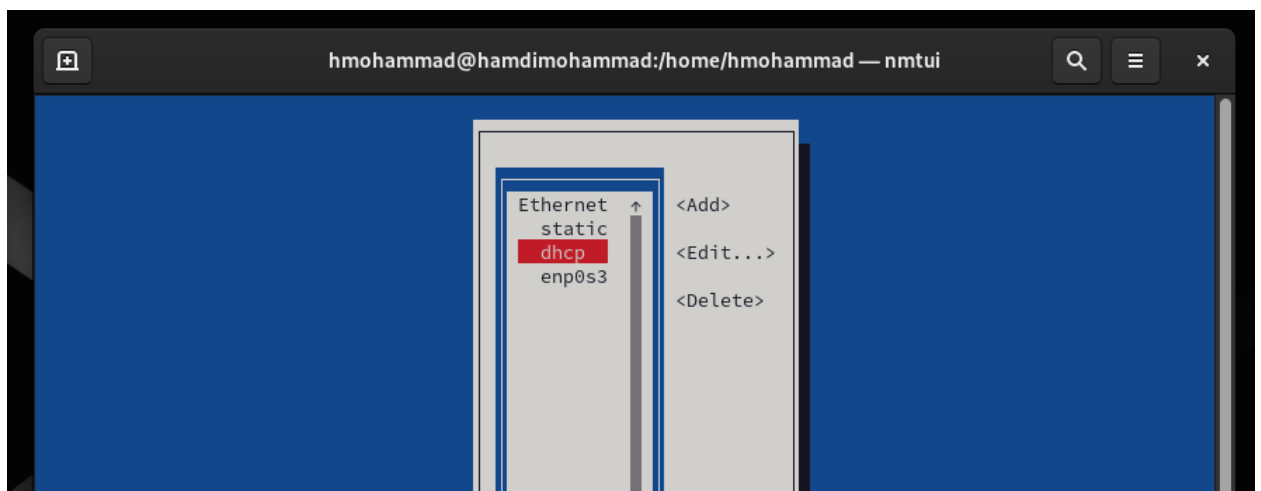 hmohammad@hamdimohammad:/home/hmohammad — nmtui
Ethernet ↑ <Add>
static
dhcp <Edit...>
enp0s3
<Delete>